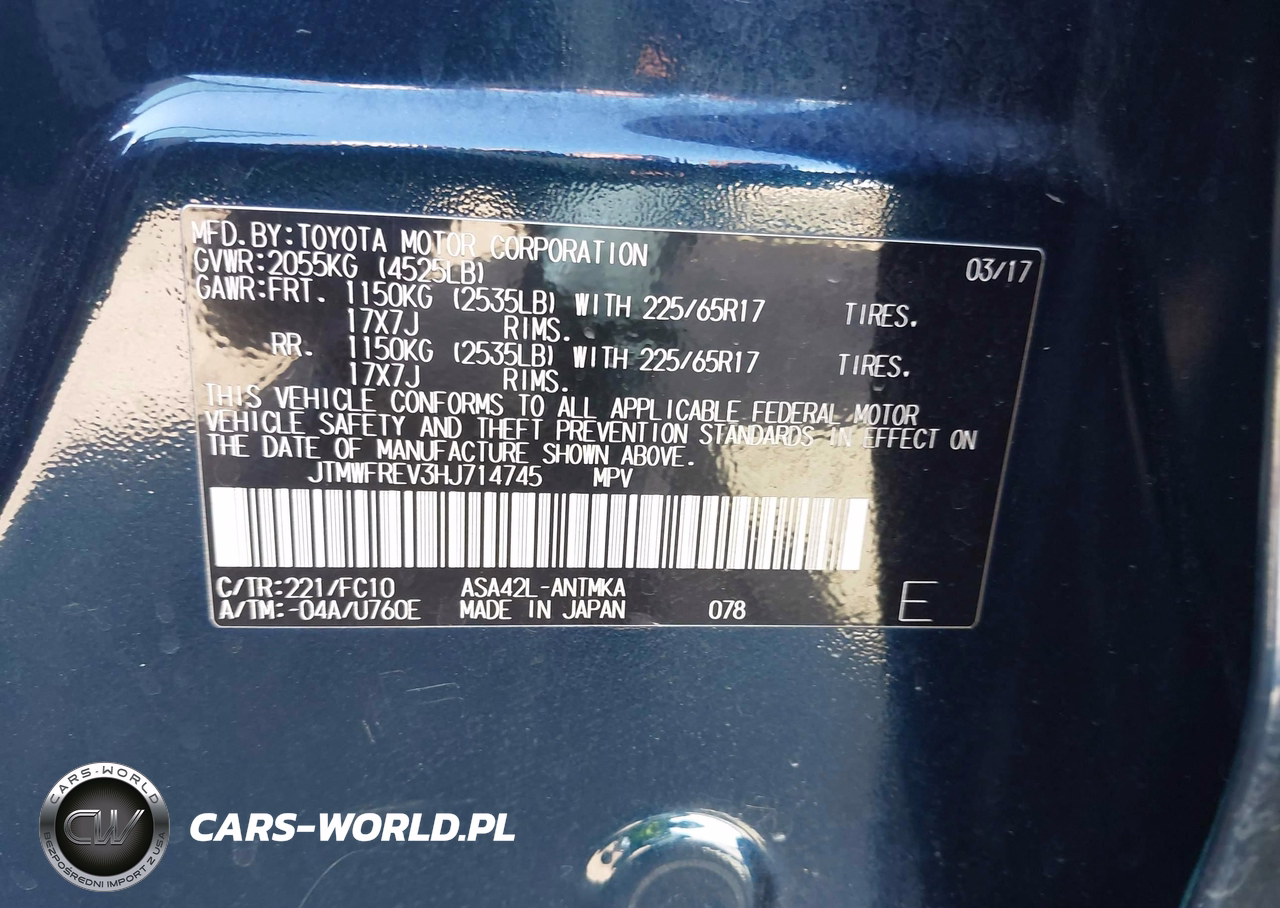 MFD. BY: TOYOTA MOTOR CORPORATION 03/17
GVWR: 2055KG (4525LB)
GAWR: FRT. 1150KG (2535LB) WITH 225/65R17 TIRES.
17X7J RIMS.
RR. 1150KG (2535LB) WITH 225/65R17 TIRES.
17X7J RIMS.
THIS VEHICLE CONFORMS TO ALL APPLICABLE FEDERAL MOTOR
VEHICLE SAFETY AND THEFT PREVENTION STANDARDS IN EFFECT ON
THE DATE OF MANUFACTURE SHOWN ABOVE.
JTMWFREV3HJ714745 MPV
C/TR: 221/FC10 ASA42L-ANTMKA
A/TM: -04A/U760E MADE IN JAPAN 078 E
CARS-WORLD
CW
BEZPOŚREDNI IMPORT Z USA
CARS-WORLD.PL